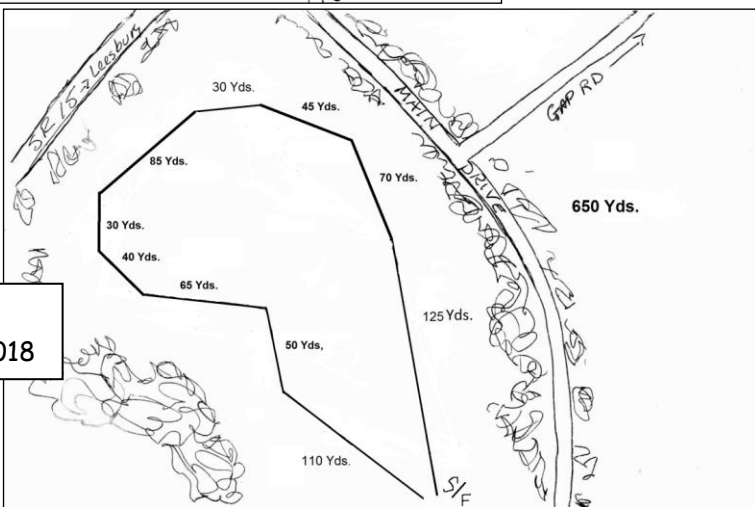 SR 15 → Leesburg
30 Yds.
45 Yds.
MAIN
DRIVE
GAP RD →
85 Yds.
70 Yds.
650 Yds.
30 Yds.
40 Yds.
65 Yds.
125 Yds.
50 Yds,
018
110 Yds.
S/F